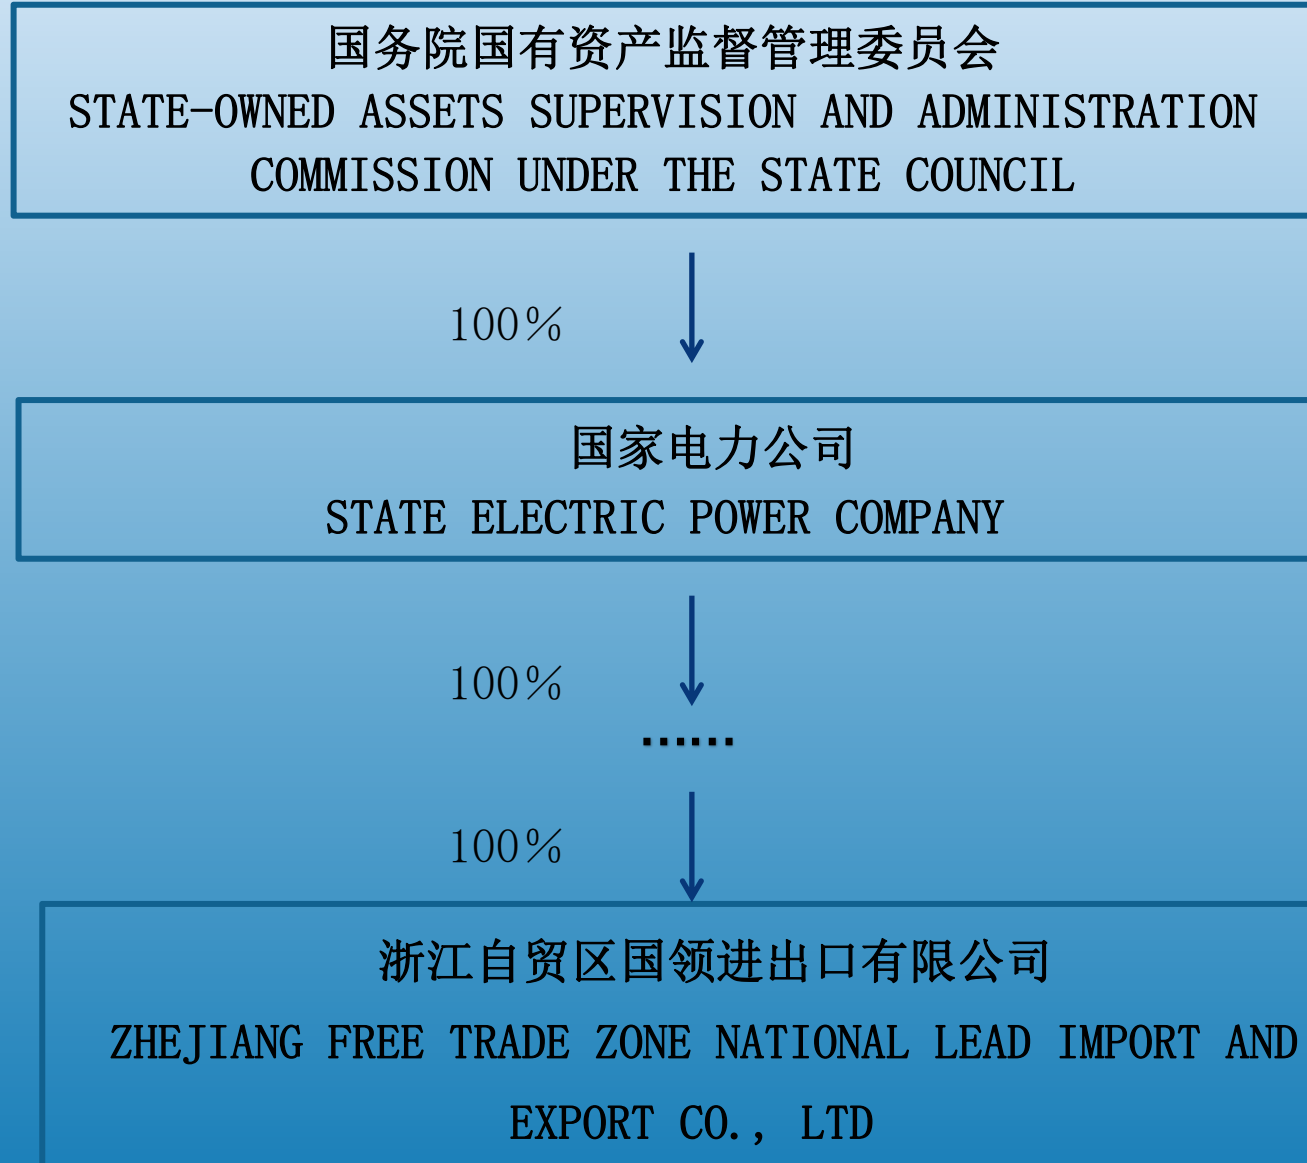 国务院国有资产监督管理委员会
STATE-OWNED ASSETS SUPERVISION AND ADMINISTRATION
COMMISSION UNDER THE STATE COUNCIL
100%
国家电力公司
STATE ELECTRIC POWER COMPANY
100%
......
100%
浙江自贸区国领进出口有限公司
ZHEJIANG FREE TRADE ZONE NATIONAL LEAD IMPORT AND
EXPORT CO., LTD